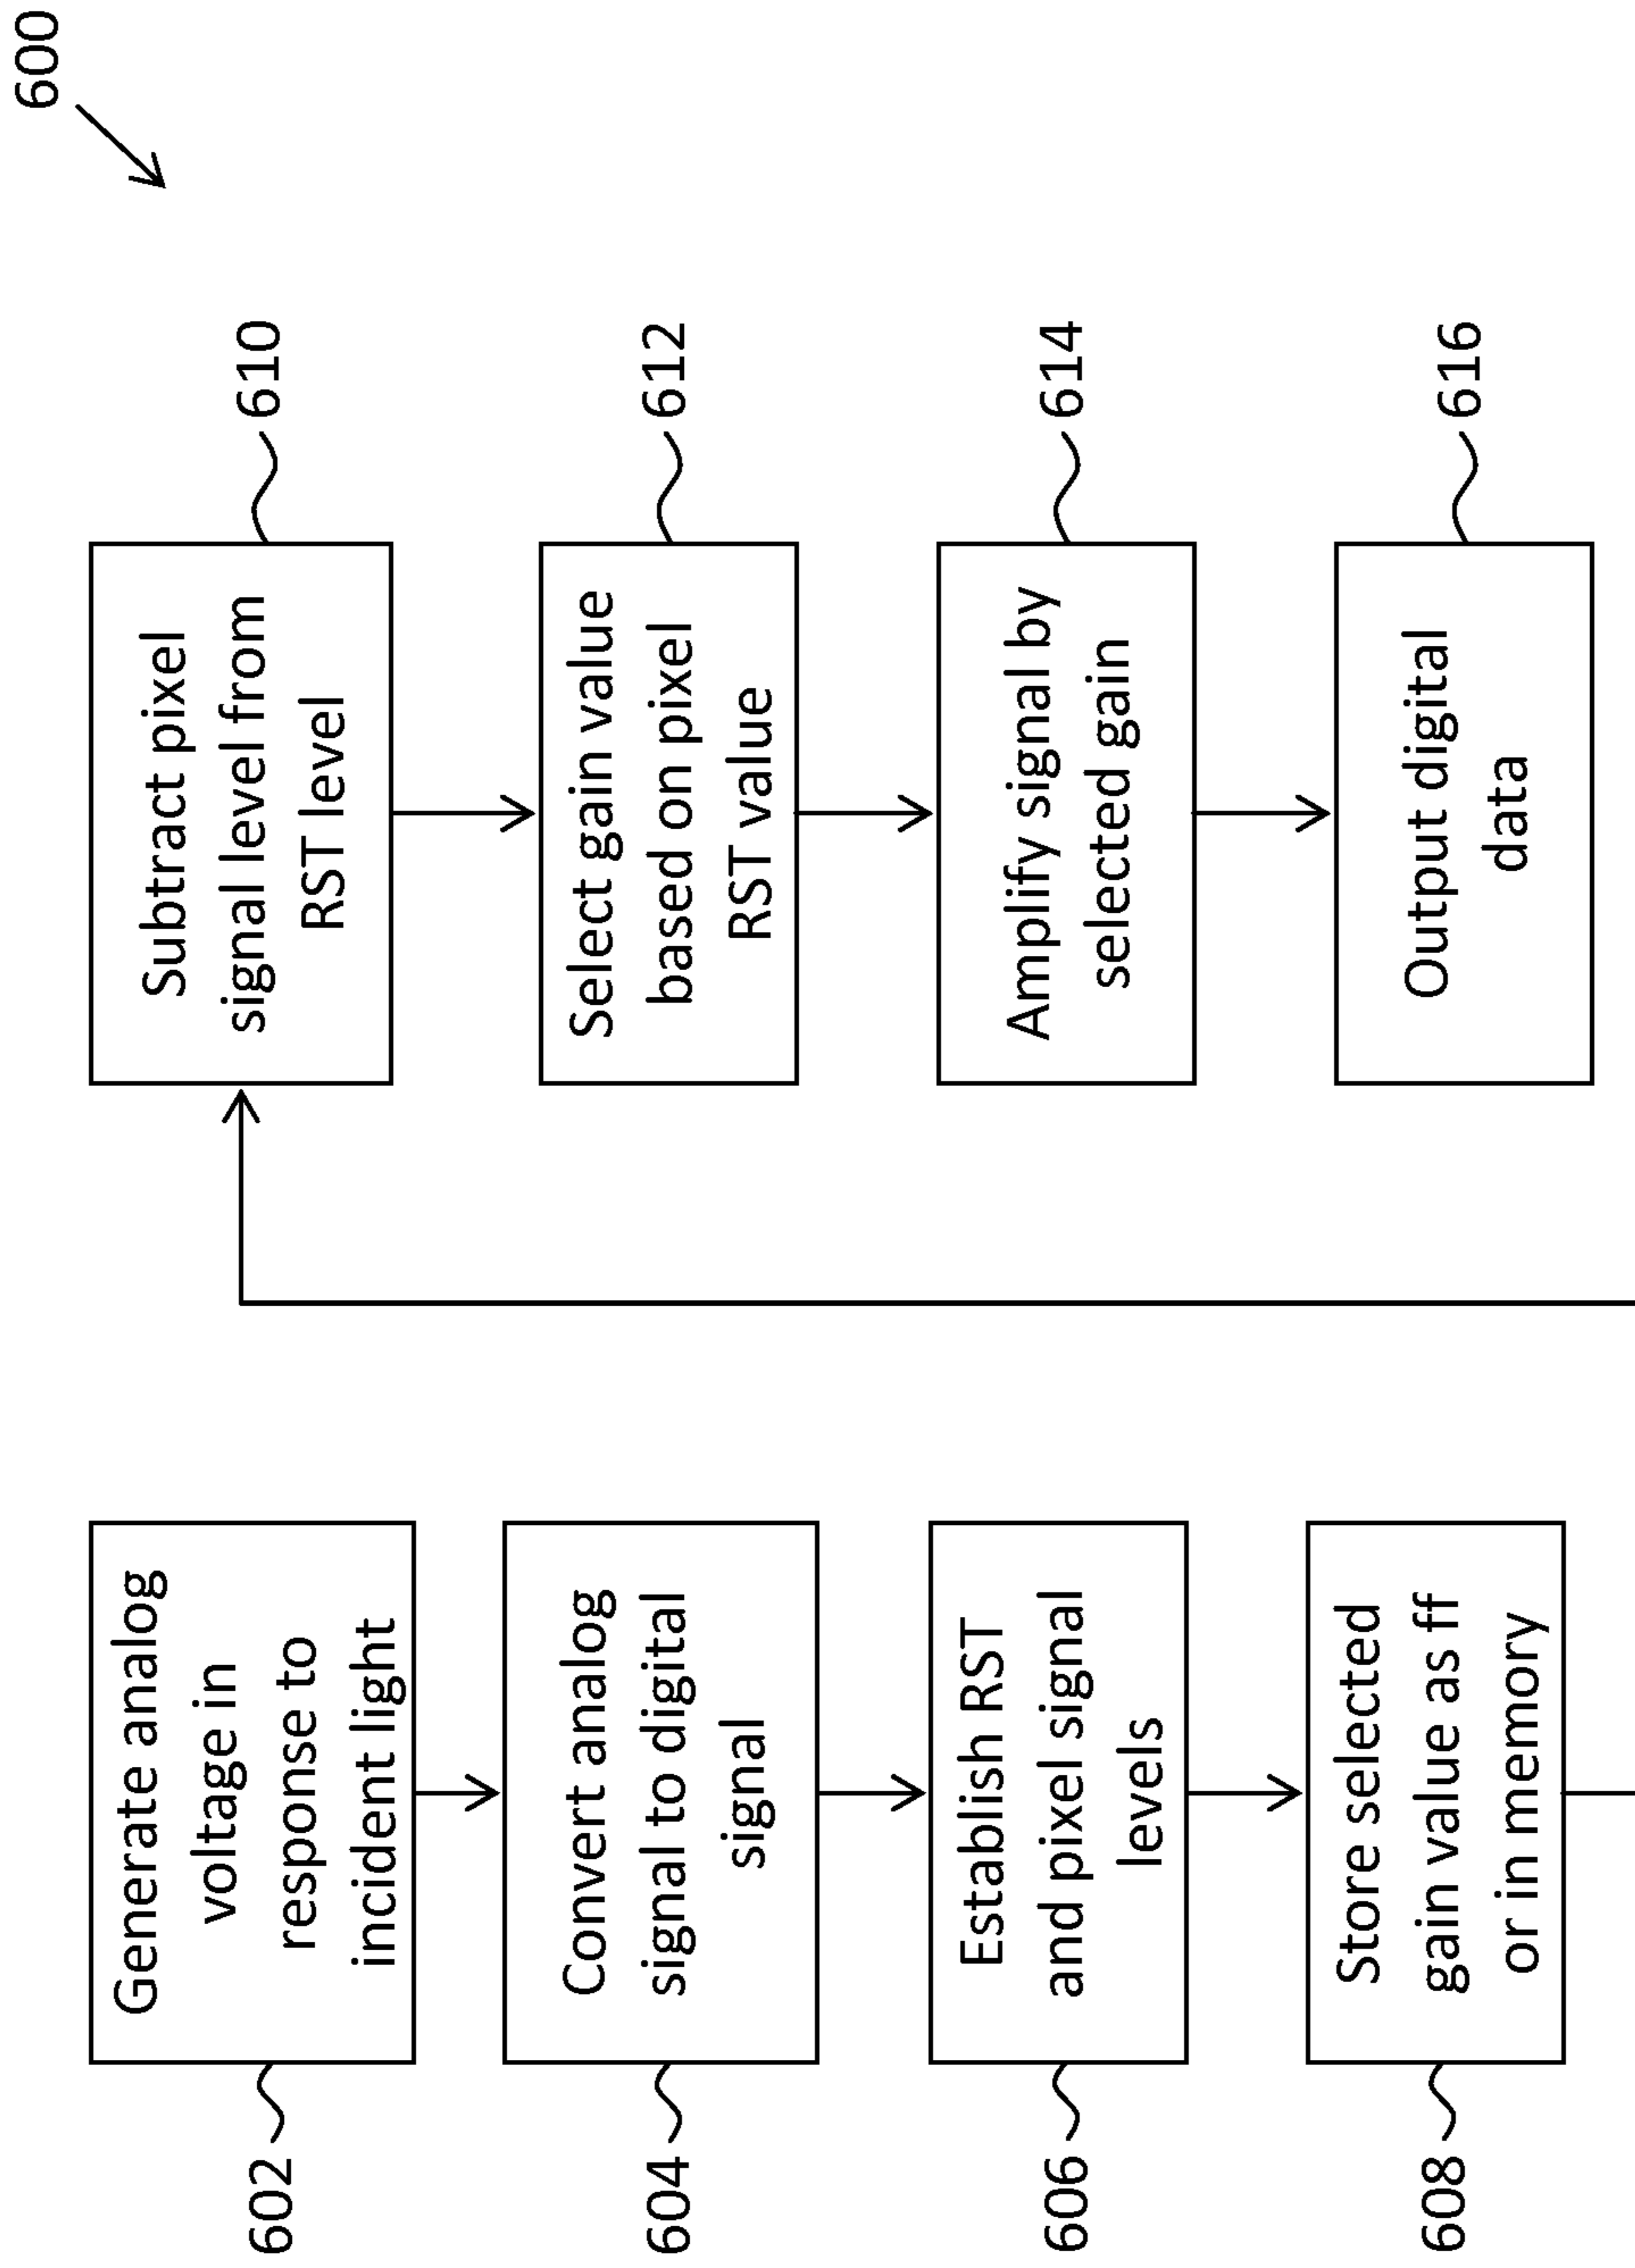 600
602
Generate analog
voltage in
response to
incident light
604
Convert analog
signal to digital
signal
606
Establish RST
and pixel signal
levels
608
Store selected
gain value as ff
or in memory
610
Subtract pixel
signal level from
RST level
612
Select gain value
based on pixel
RST value
614
Amplify signal by
selected gain
616
Output digital
data